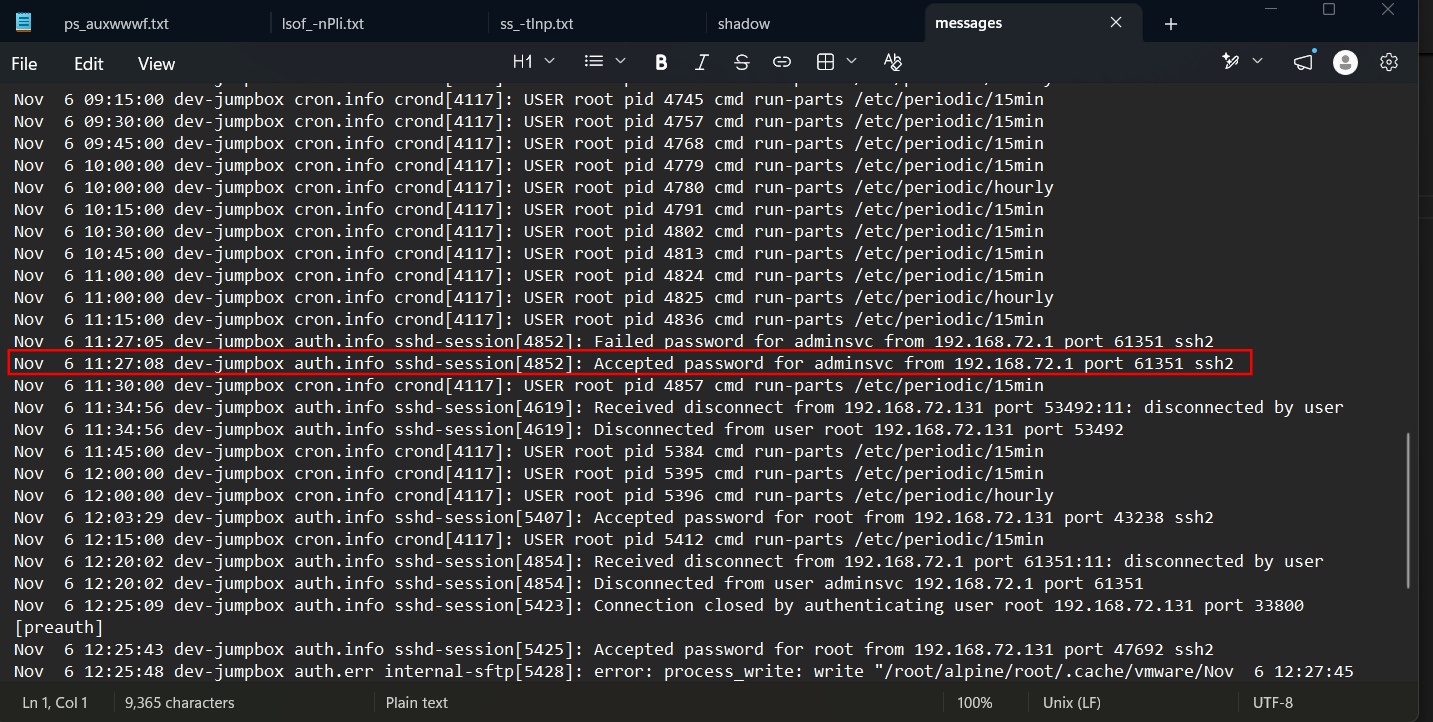 ps_auxwwwf.txt lsof_-nPli.txt ss_-tlnp.txt shadow messages
File Edit View H1
Nov  6 09:15:00 dev-jumpbox cron.info crond[4117]: USER root pid 4745 cmd run-parts /etc/periodic/15min
Nov  6 09:30:00 dev-jumpbox cron.info crond[4117]: USER root pid 4757 cmd run-parts /etc/periodic/15min
Nov  6 09:45:00 dev-jumpbox cron.info crond[4117]: USER root pid 4768 cmd run-parts /etc/periodic/15min
Nov  6 10:00:00 dev-jumpbox cron.info crond[4117]: USER root pid 4779 cmd run-parts /etc/periodic/15min
Nov  6 10:00:00 dev-jumpbox cron.info crond[4117]: USER root pid 4780 cmd run-parts /etc/periodic/hourly
Nov  6 10:15:00 dev-jumpbox cron.info crond[4117]: USER root pid 4791 cmd run-parts /etc/periodic/15min
Nov  6 10:30:00 dev-jumpbox cron.info crond[4117]: USER root pid 4802 cmd run-parts /etc/periodic/15min
Nov  6 10:45:00 dev-jumpbox cron.info crond[4117]: USER root pid 4813 cmd run-parts /etc/periodic/15min
Nov  6 11:00:00 dev-jumpbox cron.info crond[4117]: USER root pid 4824 cmd run-parts /etc/periodic/15min
Nov  6 11:00:00 dev-jumpbox cron.info crond[4117]: USER root pid 4825 cmd run-parts /etc/periodic/hourly
Nov  6 11:15:00 dev-jumpbox cron.info crond[4117]: USER root pid 4836 cmd run-parts /etc/periodic/15min
Nov  6 11:27:05 dev-jumpbox auth.info sshd-session[4852]: Failed password for adminsvc from 192.168.72.1 port 61351 ssh2
Nov  6 11:27:08 dev-jumpbox auth.info sshd-session[4852]: Accepted password for adminsvc from 192.168.72.1 port 61351 ssh2
Nov  6 11:30:00 dev-jumpbox cron.info crond[4117]: USER root pid 4857 cmd run-parts /etc/periodic/15min
Nov  6 11:34:56 dev-jumpbox auth.info sshd-session[4619]: Received disconnect from 192.168.72.131 port 53492:11: disconnected by user
Nov  6 11:34:56 dev-jumpbox auth.info sshd-session[4619]: Disconnected from user root 192.168.72.131 port 53492
Nov  6 11:45:00 dev-jumpbox cron.info crond[4117]: USER root pid 5384 cmd run-parts /etc/periodic/15min
Nov  6 12:00:00 dev-jumpbox cron.info crond[4117]: USER root pid 5395 cmd run-parts /etc/periodic/15min
Nov  6 12:00:00 dev-jumpbox cron.info crond[4117]: USER root pid 5396 cmd run-parts /etc/periodic/hourly
Nov  6 12:03:29 dev-jumpbox auth.info sshd-session[5407]: Accepted password for root from 192.168.72.131 port 43238 ssh2
Nov  6 12:15:00 dev-jumpbox cron.info crond[4117]: USER root pid 5412 cmd run-parts /etc/periodic/15min
Nov  6 12:20:02 dev-jumpbox auth.info sshd-session[4854]: Received disconnect from 192.168.72.1 port 61351:11: disconnected by user
Nov  6 12:20:02 dev-jumpbox auth.info sshd-session[4854]: Disconnected from user adminsvc 192.168.72.1 port 61351
Nov  6 12:25:09 dev-jumpbox auth.info sshd-session[5423]: Connection closed by authenticating user root 192.168.72.131 port 33800
[preauth]
Nov  6 12:25:43 dev-jumpbox auth.info sshd-session[5425]: Accepted password for root from 192.168.72.131 port 47692 ssh2
Nov  6 12:25:48 dev-jumpbox auth.err internal-sftp[5428]: error: process_write: write "/root/alpine/root/.cache/vmware/Nov  6 12:27:45
Ln 1, Col 1 9,365 characters Plain text 100% Unix (LF) UTF-8